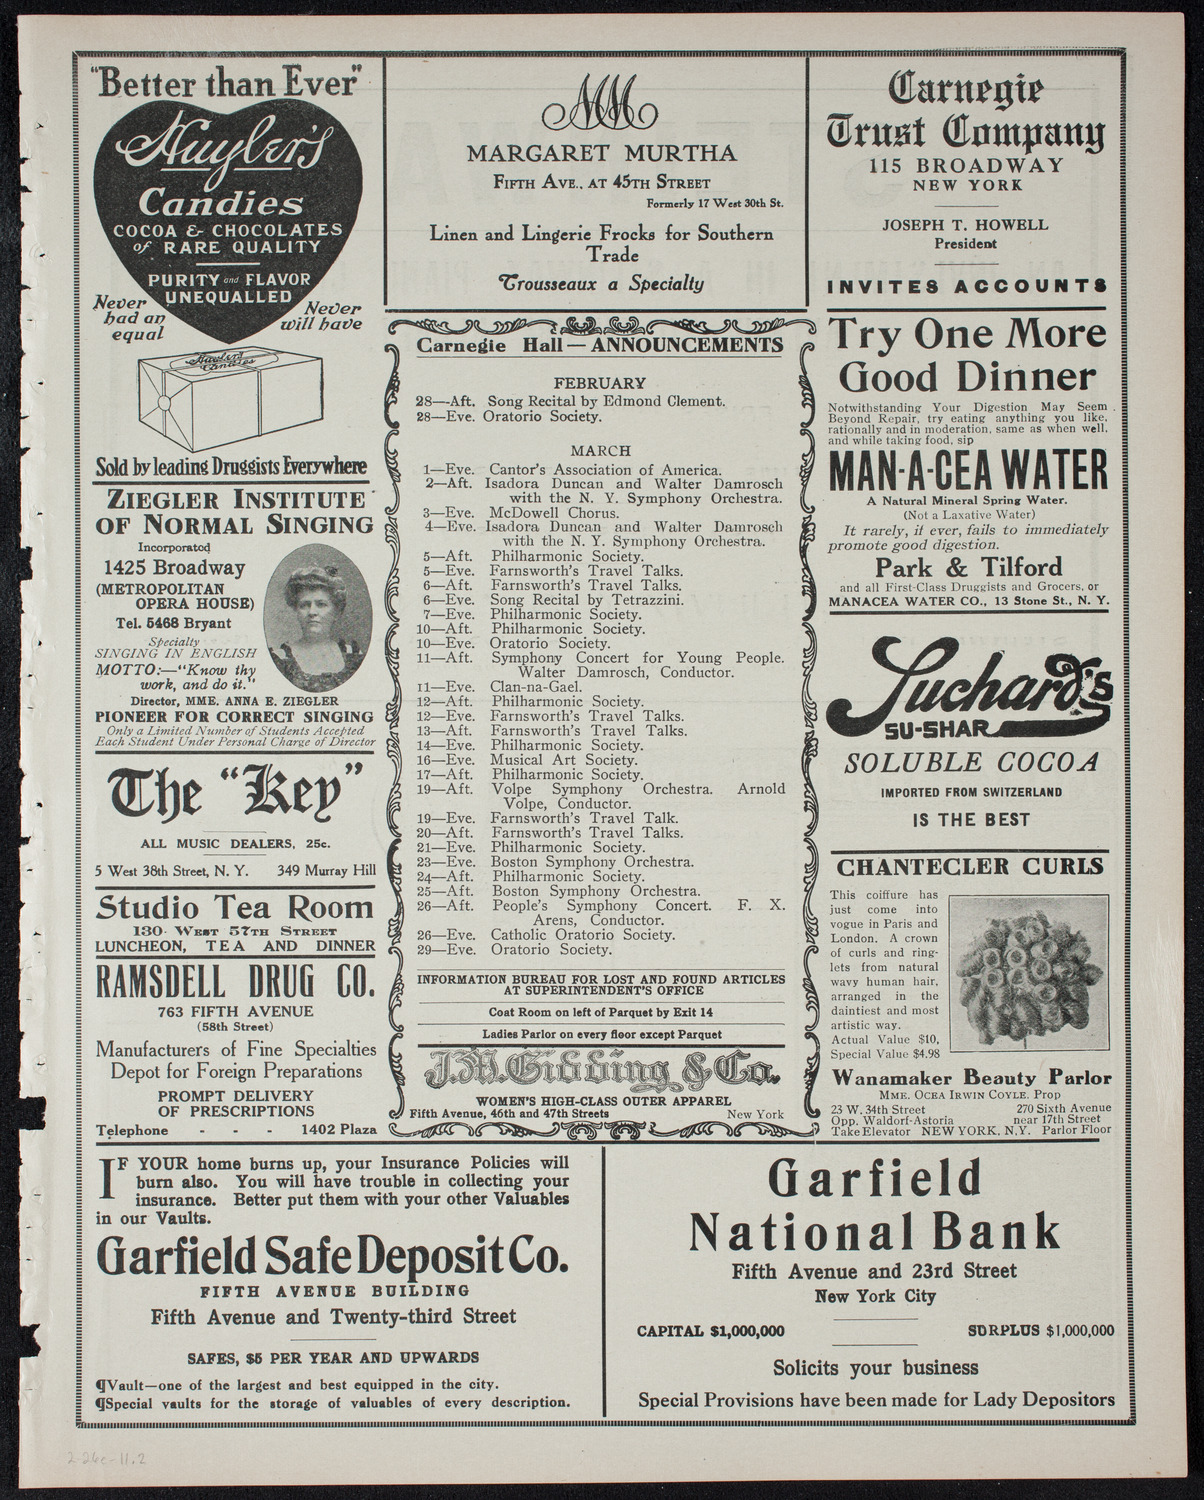 "Better than Ever"
Huyler's
Candies
COCOA & CHOCOLATES
of RARE QUALITY
PURITY and FLAVOR
UNEQUALLED
Never
had an
equal
Never
will have
Huyler's
Candies
Sold by leading Druggists Everywhere
ZIEGLER INSTITUTE
OF NORMAL SINGING
Incorporated
1425 Broadway
(METROPOLITAN
OPERA HOUSE)
Tel. 5468 Bryant
Specialty
SINGING IN ENGLISH
MOTTO:—"Know thy
work, and do it."
Director, MME. ANNA E. ZIEGLER
PIONEER FOR CORRECT SINGING
Only a Limited Number of Students Accepted
Each Student Under Personal Charge of Director
The "Key"
ALL MUSIC DEALERS, 25c.
5 West 38th Street, N. Y. 349 Murray Hill
Studio Tea Room
130 WEST 57TH STREET
LUNCHEON, TEA AND DINNER
RAMSDELL DRUG CO.
763 FIFTH AVENUE
(58th Street)
Manufacturers of Fine Specialties
Depot for Foreign Preparations
PROMPT DELIVERY
OF PRESCRIPTIONS
Telephone - - - 1402 Plaza
MM
MARGARET MURTHA
FIFTH AVE., AT 45TH STREET
Formerly 17 West 30th St.
Linen and Lingerie Frocks for Southern
Trade
Trousseaux a Specialty
Carnegie Hall—ANNOUNCEMENTS
FEBRUARY
28—Aft. Song Recital by Edmond Clement.
28—Eve. Oratorio Society.
MARCH
1—Eve. Cantor's Association of America.
2—Aft. Isadora Duncan and Walter Damrosch
with the N. Y. Symphony Orchestra.
3—Eve. McDowell Chorus.
4—Eve. Isadora Duncan and Walter Damrosch
with the N. Y. Symphony Orchestra.
5—Aft. Philharmonic Society.
5—Eve. Farnsworth's Travel Talks.
6—Aft. Farnsworth's Travel Talks.
6—Eve. Song Recital by Tetrazzini.
7—Eve. Philharmonic Society.
10—Aft. Philharmonic Society.
10—Eve. Oratorio Society.
11—Aft. Symphony Concert for Young People.
Walter Damrosch, Conductor.
11—Eve. Clan-na-Gael.
12—Aft. Philharmonic Society.
12—Eve. Farnsworth's Travel Talks.
13—Aft. Farnsworth's Travel Talks.
14—Eve. Philharmonic Society.
16—Eve. Musical Art Society.
17—Aft. Philharmonic Society.
19—Aft. Volpe Symphony Orchestra. Arnold
Volpe, Conductor.
19—Eve. Farnsworth's Travel Talk.
20—Aft. Farnsworth's Travel Talks.
21—Eve. Philharmonic Society.
23—Eve. Boston Symphony Orchestra.
24—Aft. Philharmonic Society.
25—Aft. Boston Symphony Orchestra.
26—Aft. People's Symphony Concert. F. X.
Arens, Conductor.
26—Eve. Catholic Oratorio Society.
29—Eve. Oratorio Society.
INFORMATION BUREAU FOR LOST AND FOUND ARTICLES
AT SUPERINTENDENT'S OFFICE
Coat Room on left of Parquet by Exit 14
Ladies Parlor on every floor except Parquet
J.M. Gidding & Co.
WOMEN'S HIGH-CLASS OUTER APPAREL
Fifth Avenue, 46th and 47th Streets New York
Carnegie
Trust Company
115 BROADWAY
NEW YORK
JOSEPH T. HOWELL
President
INVITES ACCOUNTS
Try One More
Good Dinner
Notwithstanding Your Digestion May Seem
Beyond Repair, try eating anything you like,
rationally and in moderation, same as when well,
and while taking food, sip
MAN-A-CEA WATER
A Natural Mineral Spring Water.
(Not a Laxative Water)
It rarely, if ever, fails to immediately
promote good digestion.
Park & Tilford
and all First-Class Druggists and Grocers, or
MANACEA WATER CO., 13 Stone St., N. Y.
Suchard's
SU-SHAR
SOLUBLE COCOA
IMPORTED FROM SWITZERLAND
IS THE BEST
CHANTECLER CURLS
This coiffure has
just come into
vogue in Paris and
London. A crown
of curls and ring-
lets from natural
wavy human hair,
arranged in the
daintiest and most
artistic way.
Actual Value $10,
Special Value $4.98
Wanamaker Beauty Parlor
MME. OCEA IRWIN COYLE, Prop
23 W. 34th Street 270 Sixth Avenue
Opp. Waldorf-Astoria near 17th Street
Take Elevator NEW YORK, N.Y. Parlor Floor
IF YOUR home burns up, your Insurance Policies will
burn also. You will have trouble in collecting your
insurance. Better put them with your other Valuables
in our Vaults.
Garfield Safe Deposit Co.
FIFTH AVENUE BUILDING
Fifth Avenue and Twenty-third Street
SAFES, $5 PER YEAR AND UPWARDS
¶Vault—one of the largest and best equipped in the city.
¶Special vaults for the storage of valuables of every description.
Garfield
National Bank
Fifth Avenue and 23rd Street
New York City
CAPITAL $1,000,000 SURPLUS $1,000,000
Solicits your business
Special Provisions have been made for Lady Depositors
2-24e-11.2